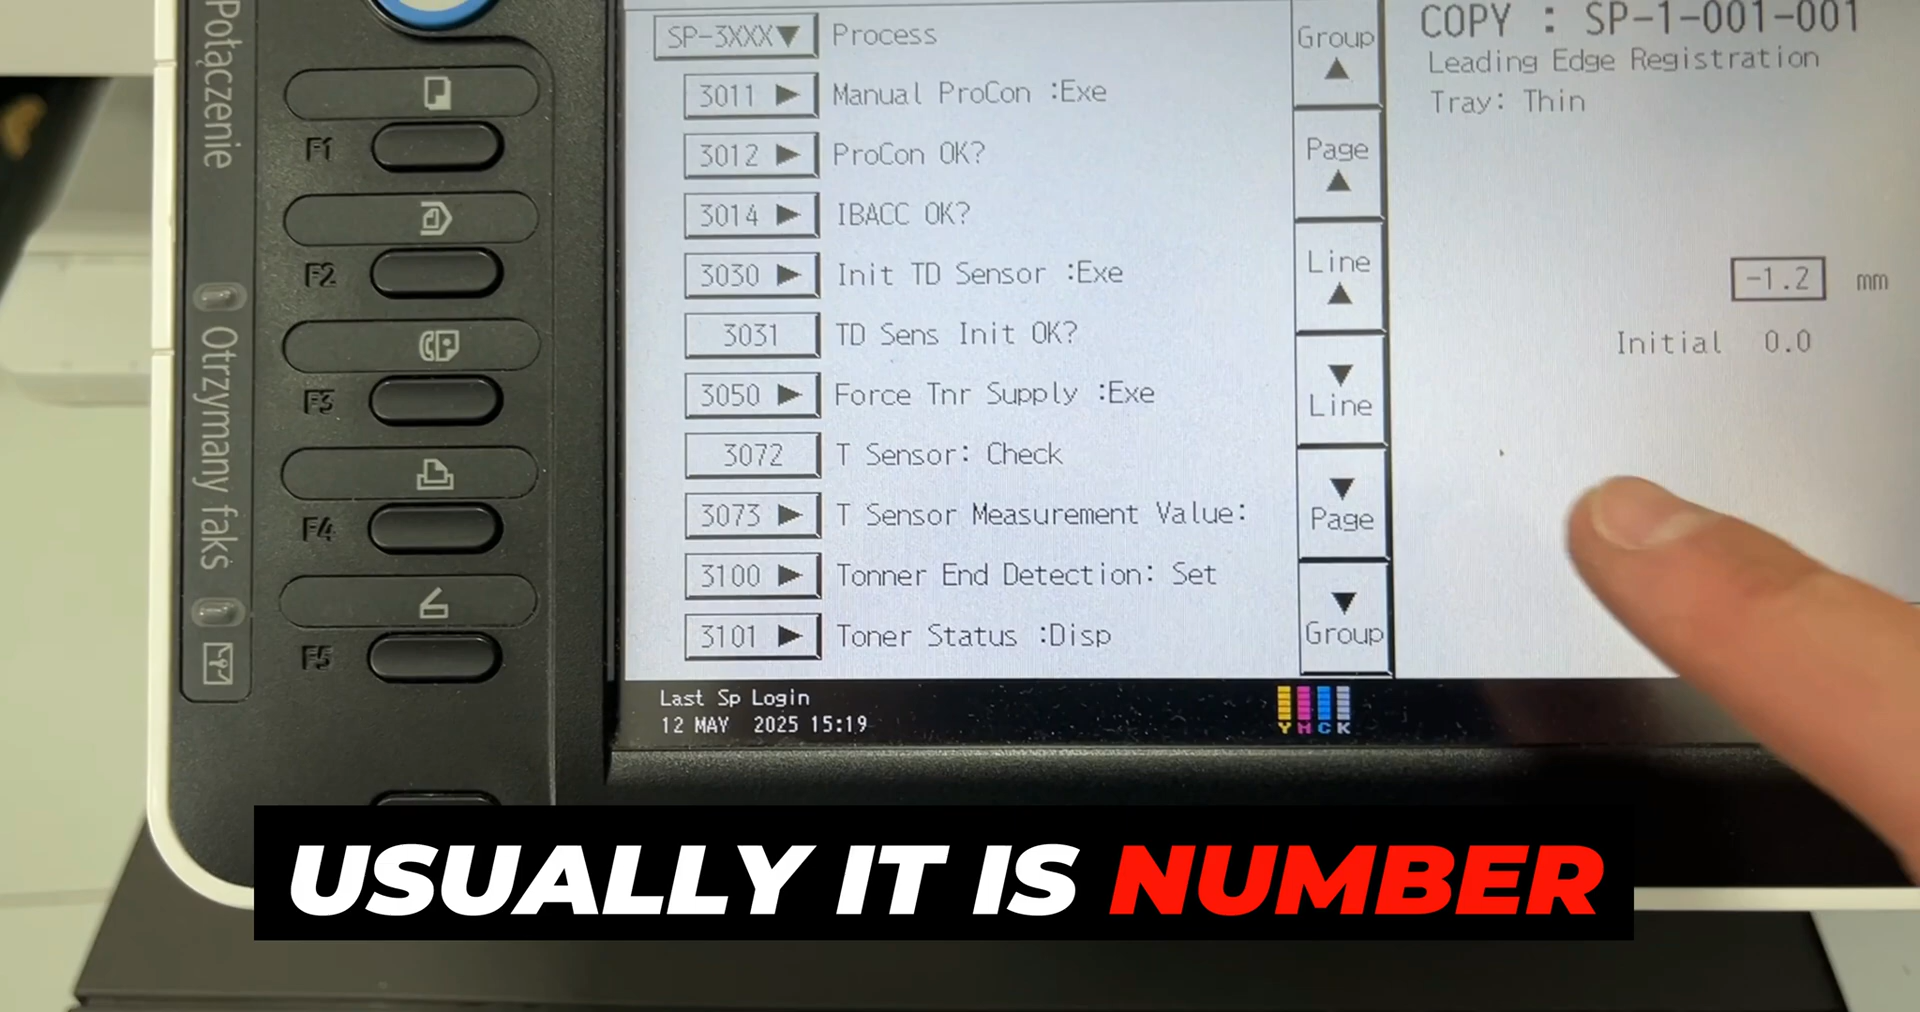 Połączenie
F1
F2
Otrzymany faks
F3
F4
F5
SP-3XXX▼ Process
3011 ▶ Manual ProCon :Exe
3012 ▶ ProCon OK?
3014 ▶ IBACC OK?
3030 ▶ Init TD Sensor :Exe
3031 TD Sens Init OK?
3050 ▶ Force Tnr Supply :Exe
3072 T Sensor: Check
3073 ▶ T Sensor Measurement Value:
3100 ▶ Tonner End Detection: Set
3101 ▶ Toner Status :Disp
Group
▲
Page
▲
Line
▲
▼
Line
▼
Page
▼
Group
COPY : SP-1-001-001
Leading Edge Registration
Tray: Thin
-1.2 mm
Initial 0.0
Last Sp Login
12 MAY 2025 15:19
Y M C K
USUALLY IT IS NUMBER